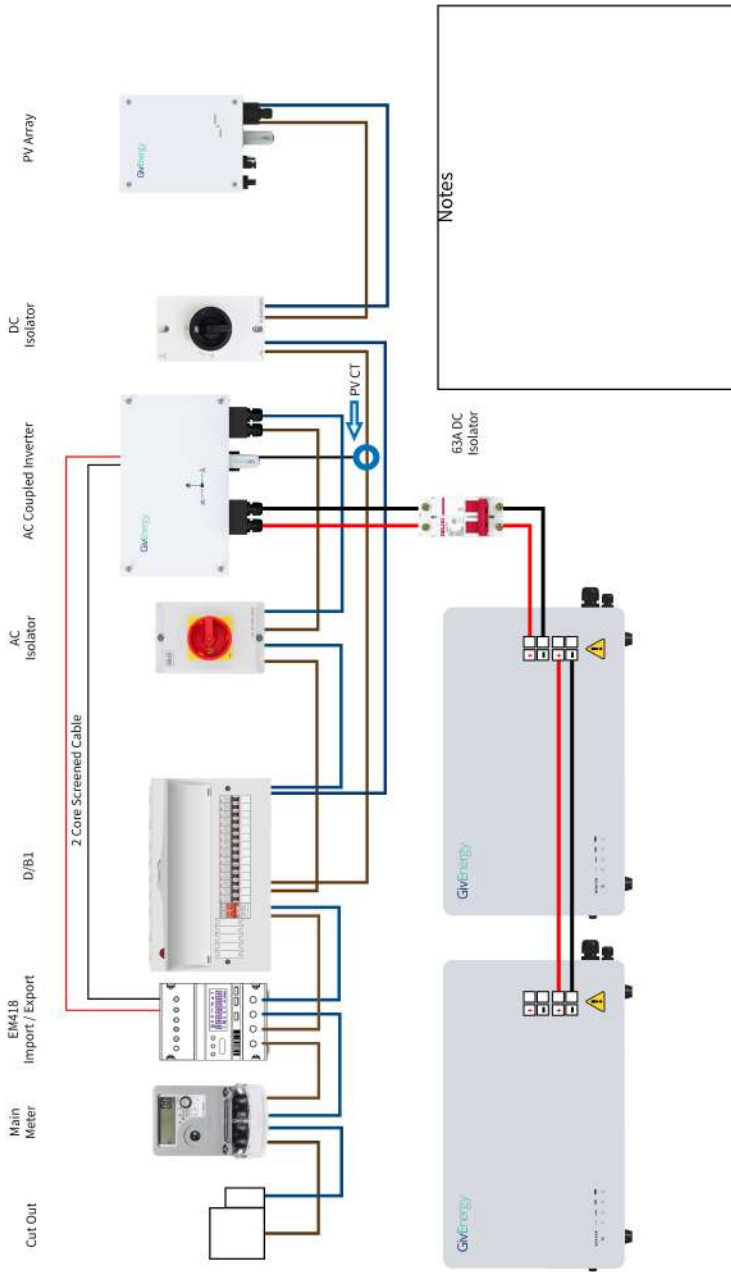 Cut Out
Main
Meter
EM418
Import / Export
D/B1
AC
Isolator
AC Coupled Inverter
DC
Isolator
PV Array
2 Core Screened Cable
GivEnergy
GivEnergy
PV CT
63A DC
Isolator
GivEnergy
GivEnergy
Notes